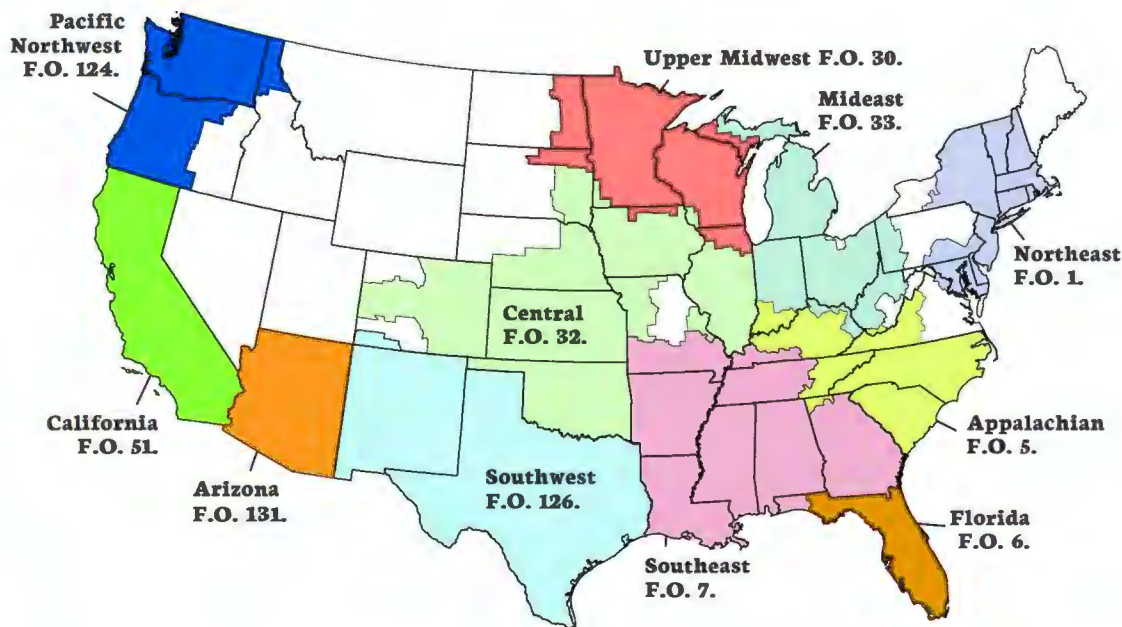 Pacific
Northwest
F.O. 124.
Upper Midwest F.O. 30.
Mideast
F.O. 33.
Northeast
F.O. 1.
Central
F.O. 32.
California
F.O. 51.
Appalachian
F.O. 5.
Arizona
F.O. 131.
Southwest
F.O. 126.
Florida
F.O. 6.
Southeast
F.O. 7.